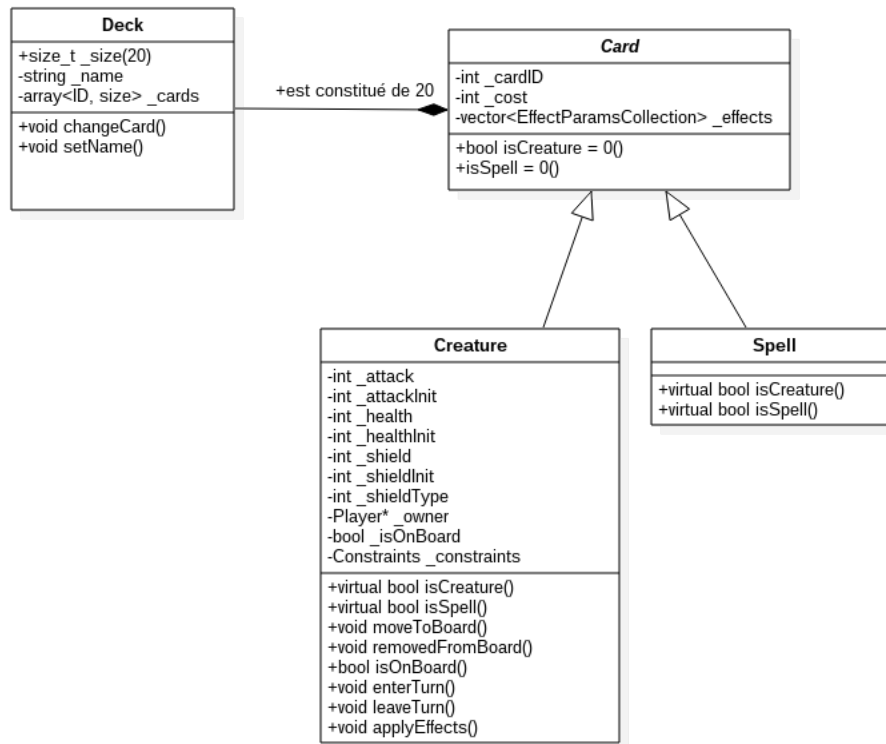 Deck
+size_t _size(20)
-string _name
-array<ID, size> _cards
+void changeCard()
+void setName()
+est constitué de 20
Card
-int _cardID
-int _cost
-vector<EffectParamsCollection> _effects
+bool isCreature = 0()
+isSpell = 0()
Creature
-int _attack
-int _attackInit
-int _health
-int _healthInit
-int _shield
-int _shieldInit
-int _shieldType
-Player* _owner
-bool _isOnBoard
-Constraints _constraints
+virtual bool isCreature()
+virtual bool isSpell()
+void moveToBoard()
+void removedFromBoard()
+bool isOnBoard()
+void enterTurn()
+void leaveTurn()
+void applyEffects()
Spell
+virtual bool isCreature()
+virtual bool isSpell()